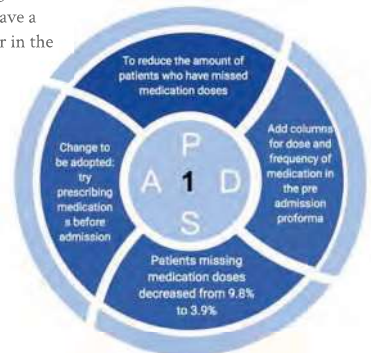 ave a
r in the
To reduce the amount of
patients who have missed
medication doses
Add columns
for dose and
frequency of
medication in
the pre
admission
proforma
Patients missing
medication doses
decreased from 9.8%
to 3.9%
Change to
be adopted:
try
prescribing
medication
s before
admission
P
A 1 D
S